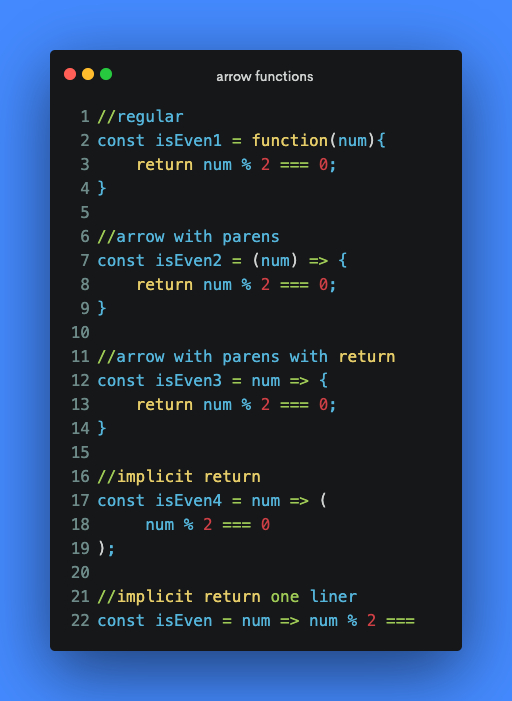 arrow functions
1 //regular
2 const isEven1 = function(num){
3     return num % 2 === 0;
4 }
5
6 //arrow with parens
7 const isEven2 = (num) => {
8     return num % 2 === 0;
9 }
10
11 //arrow with parens with return
12 const isEven3 = num => {
13     return num % 2 === 0;
14 }
15
16 //implicit return
17 const isEven4 = num => (
18      num % 2 === 0
19 );
20
21 //implicit return one liner
22 const isEven = num => num % 2 ===